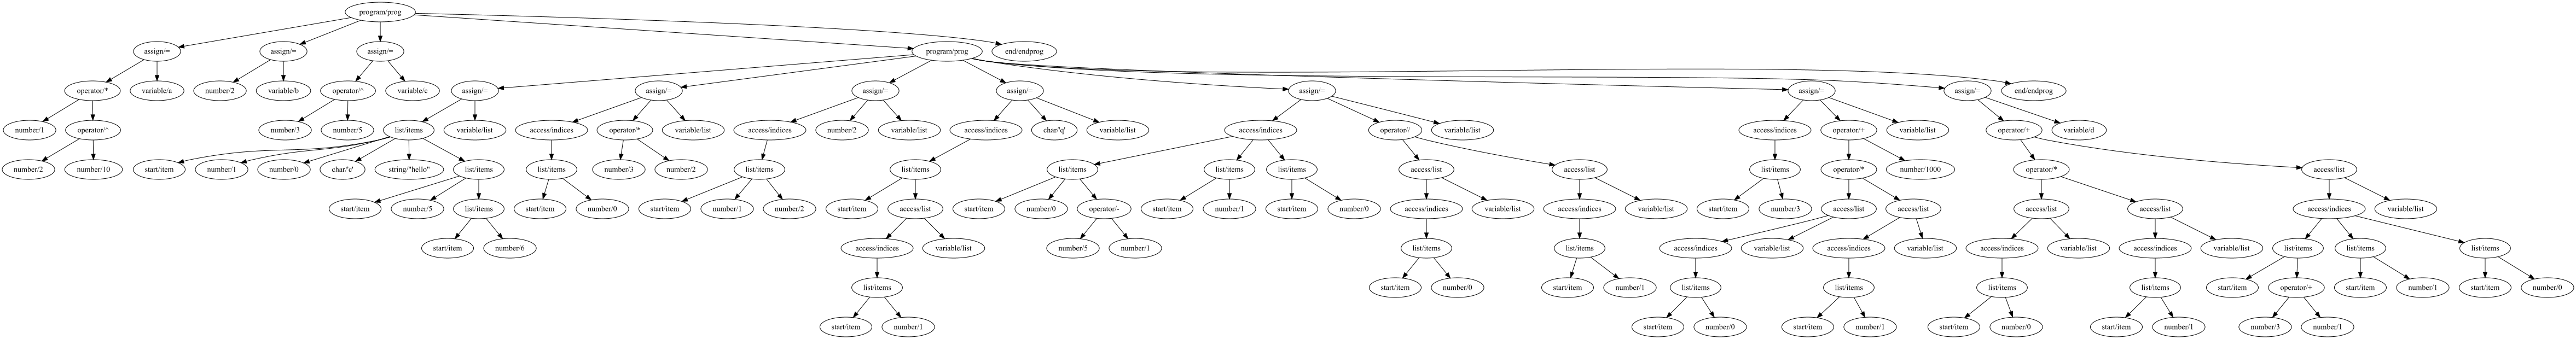 program/prog
assign/= assign/= assign/= program/prog end/endprog
operator/* variable/a number/2 variable/b operator/^ variable/c assign/= assign/= assign/= assign/= assign/= assign/= assign/= end/endprog
number/1 operator/^ number/3 number/5 list/items variable/list access/indices operator/* variable/list access/indices number/2 variable/list access/indices char/'q' variable/list access/indices operator// variable/list access/indices operator/+ variable/list operator/+ variable/d
number/2 number/10 start/item number/1 number/0 char/'c' string/"hello" list/items list/items number/3 number/2 list/items list/items list/items list/items list/items access/list access/list list/items operator/* number/1000 operator/* access/list
start/item number/5 list/items start/item number/0 start/item number/1 number/2 start/item access/list start/item number/0 operator/- start/item number/1 start/item number/0 access/indices variable/list access/indices variable/list start/item number/3 access/list access/list access/list access/list access/indices variable/list
start/item number/6 access/indices variable/list number/5 number/1 list/items list/items access/indices variable/list access/indices variable/list access/indices variable/list access/indices variable/list list/items list/items list/items
list/items start/item number/0 start/item number/1 list/items list/items list/items list/items start/item operator/+ start/item number/1 start/item number/0
start/item number/1 start/item number/0 start/item number/1 start/item number/0 start/item number/1 number/3 number/1